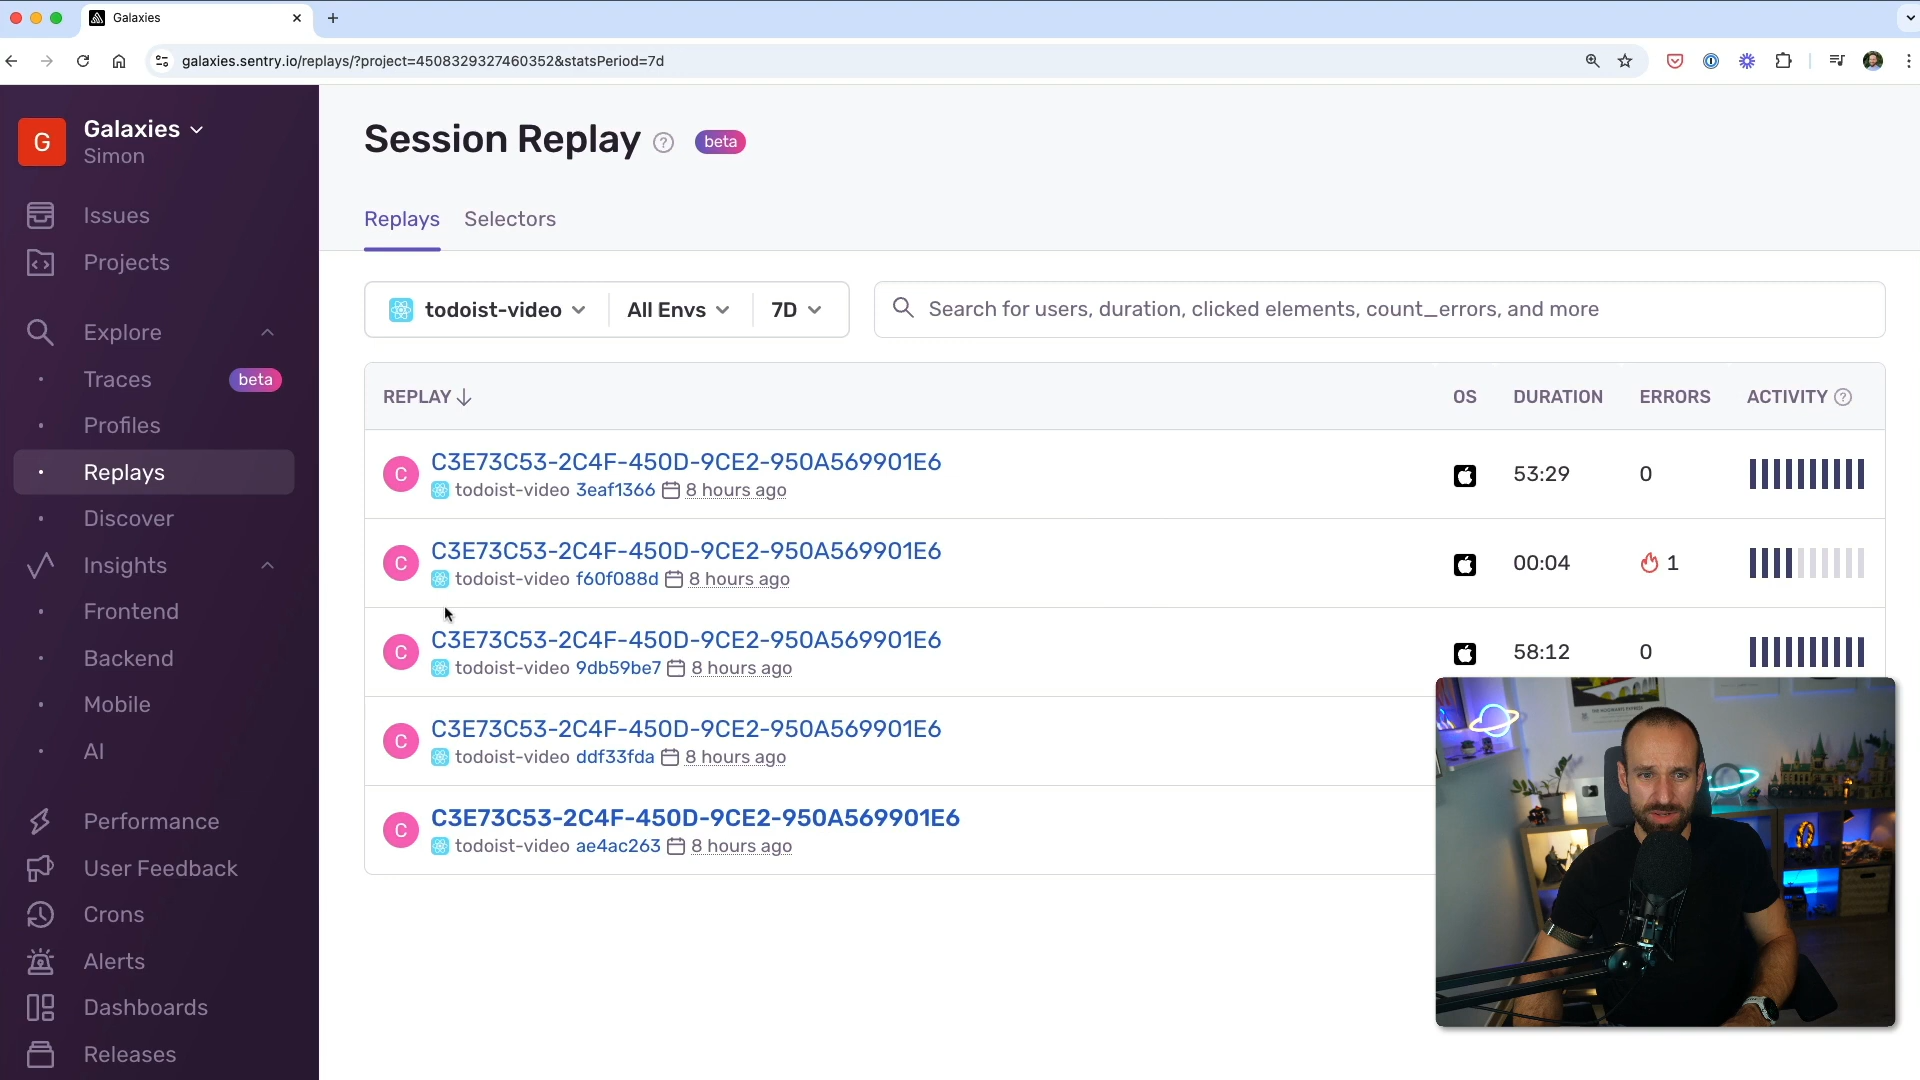 Galaxies
galaxies.sentry.io/replays/?project=4508329327460352&statsPeriod=7d
G
Galaxies
Simon
Issues
Projects
Explore
Traces beta
Profiles
Replays
Discover
Insights
Frontend
Backend
Mobile
AI
Performance
User Feedback
Crons
Alerts
Dashboards
Releases
Session Replay ? beta
Replays Selectors
todoist-video All Envs 7D
Search for users, duration, clicked elements, count_errors, and more
REPLAY OS DURATION ERRORS ACTIVITY ?
C C3E73C53-2C4F-450D-9CE2-950A569901E6 53:29 0
todoist-video 3eaf1366 8 hours ago
C C3E73C53-2C4F-450D-9CE2-950A569901E6 00:04 1
todoist-video f60f088d 8 hours ago
C C3E73C53-2C4F-450D-9CE2-950A569901E6 58:12 0
todoist-video 9db59be7 8 hours ago
C C3E73C53-2C4F-450D-9CE2-950A569901E6
todoist-video ddf33fda 8 hours ago
C C3E73C53-2C4F-450D-9CE2-950A569901E6
todoist-video ae4ac263 8 hours ago